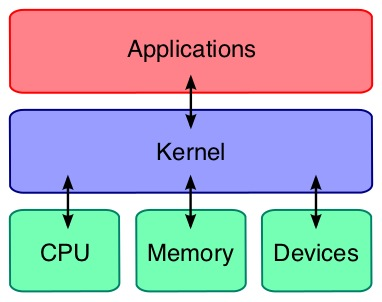 Applications
Kernel
CPU Memory Devices